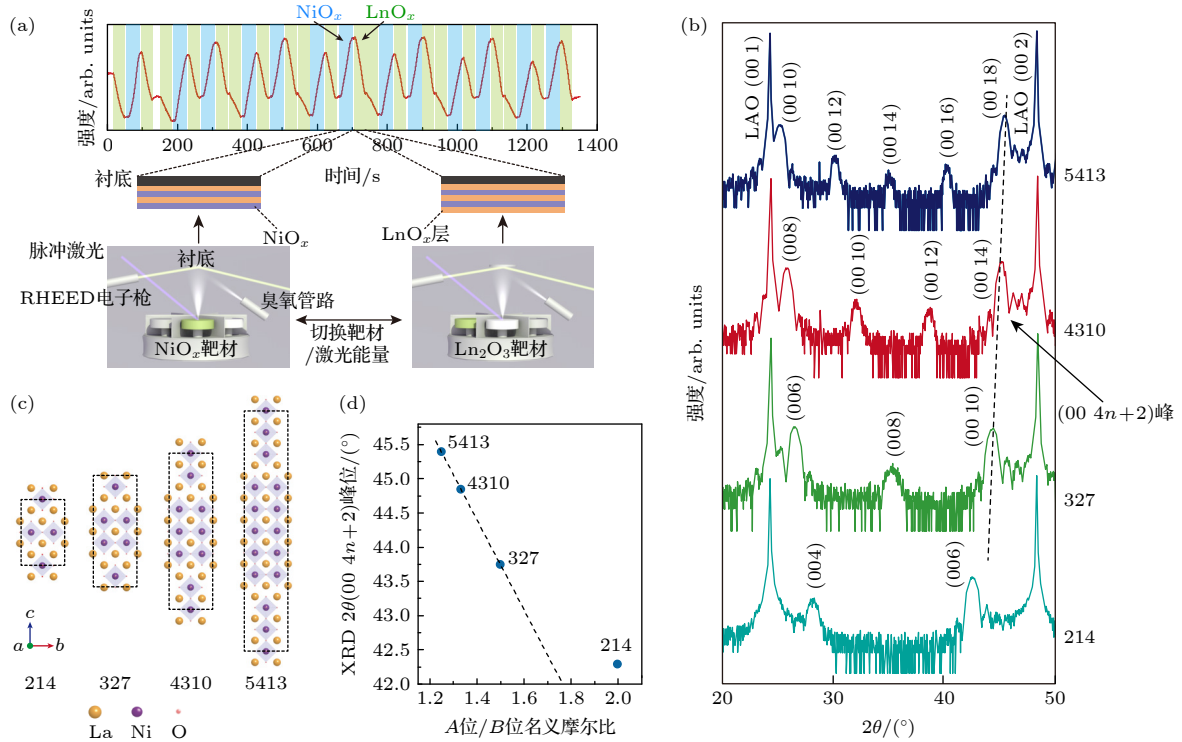 (a)
NiOₓ
LnOₓ
强度/arb. units
0
200
400
600
800
1000
1200
1400
时间/s
衬底
NiOₓ
LnOₓ层
脉冲激光
衬底
RHEED电子枪
臭氧管路
NiOₓ靶材
切换靶材
/激光能量
Ln₂O₃靶材
(b)
LAO (00 1)
(00 10)
(00 12)
(00 14)
(00 16)
(00 18)
LAO (00 2)
5413
(008)
(00 10)
(00 12)
(00 14)
4310
(00 4n+2)峰
(006)
(008)
(00 10)
327
(004)
(006)
214
强度/arb. units
20
30
40
50
2θ/(°)
(c)
c
a
b
214
327
4310
5413
La
Ni
O
(d)
XRD 2θ(00 4n+2)峰位/(°)
45.5
45.0
44.5
44.0
43.5
43.0
42.5
42.0
5413
4310
327
214
1.2
1.4
1.6
1.8
2.0
A位/B位名义摩尔比